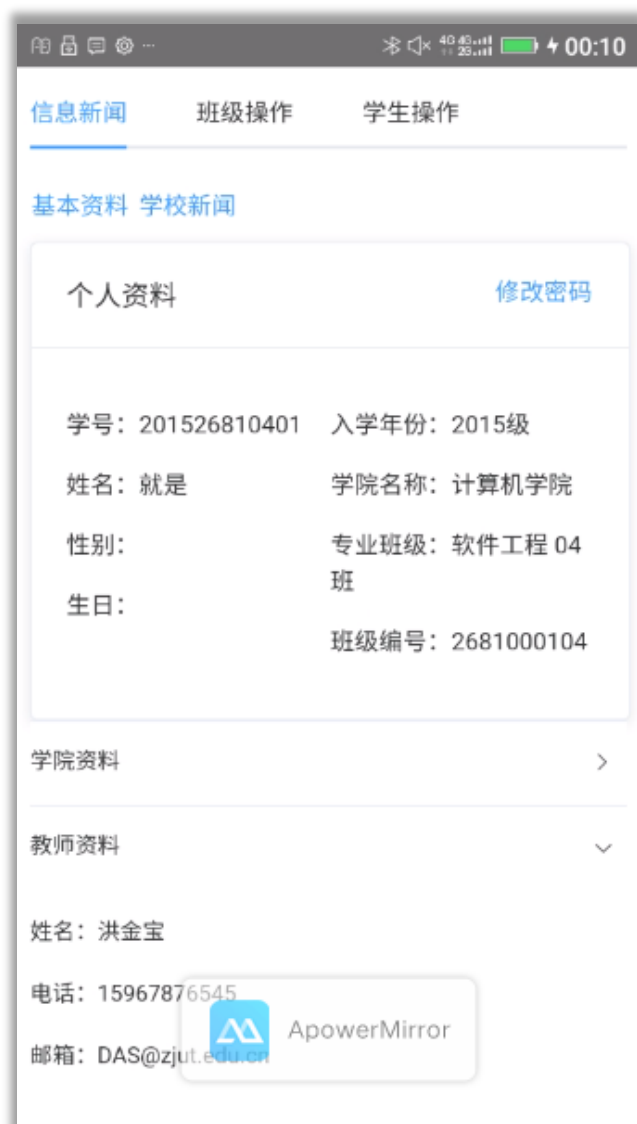 00:10
信息新闻 班级操作 学生操作
基本资料 学校新闻
个人资料 修改密码
学号：201526810401 入学年份：2015级
姓名：就是 学院名称：计算机学院
性别： 专业班级：软件工程 04
班
生日：
班级编号：2681000104
学院资料
教师资料
姓名：洪金宝
电话：15967876545
ApowerMirror
邮箱：DAS@zjut.edu.cn